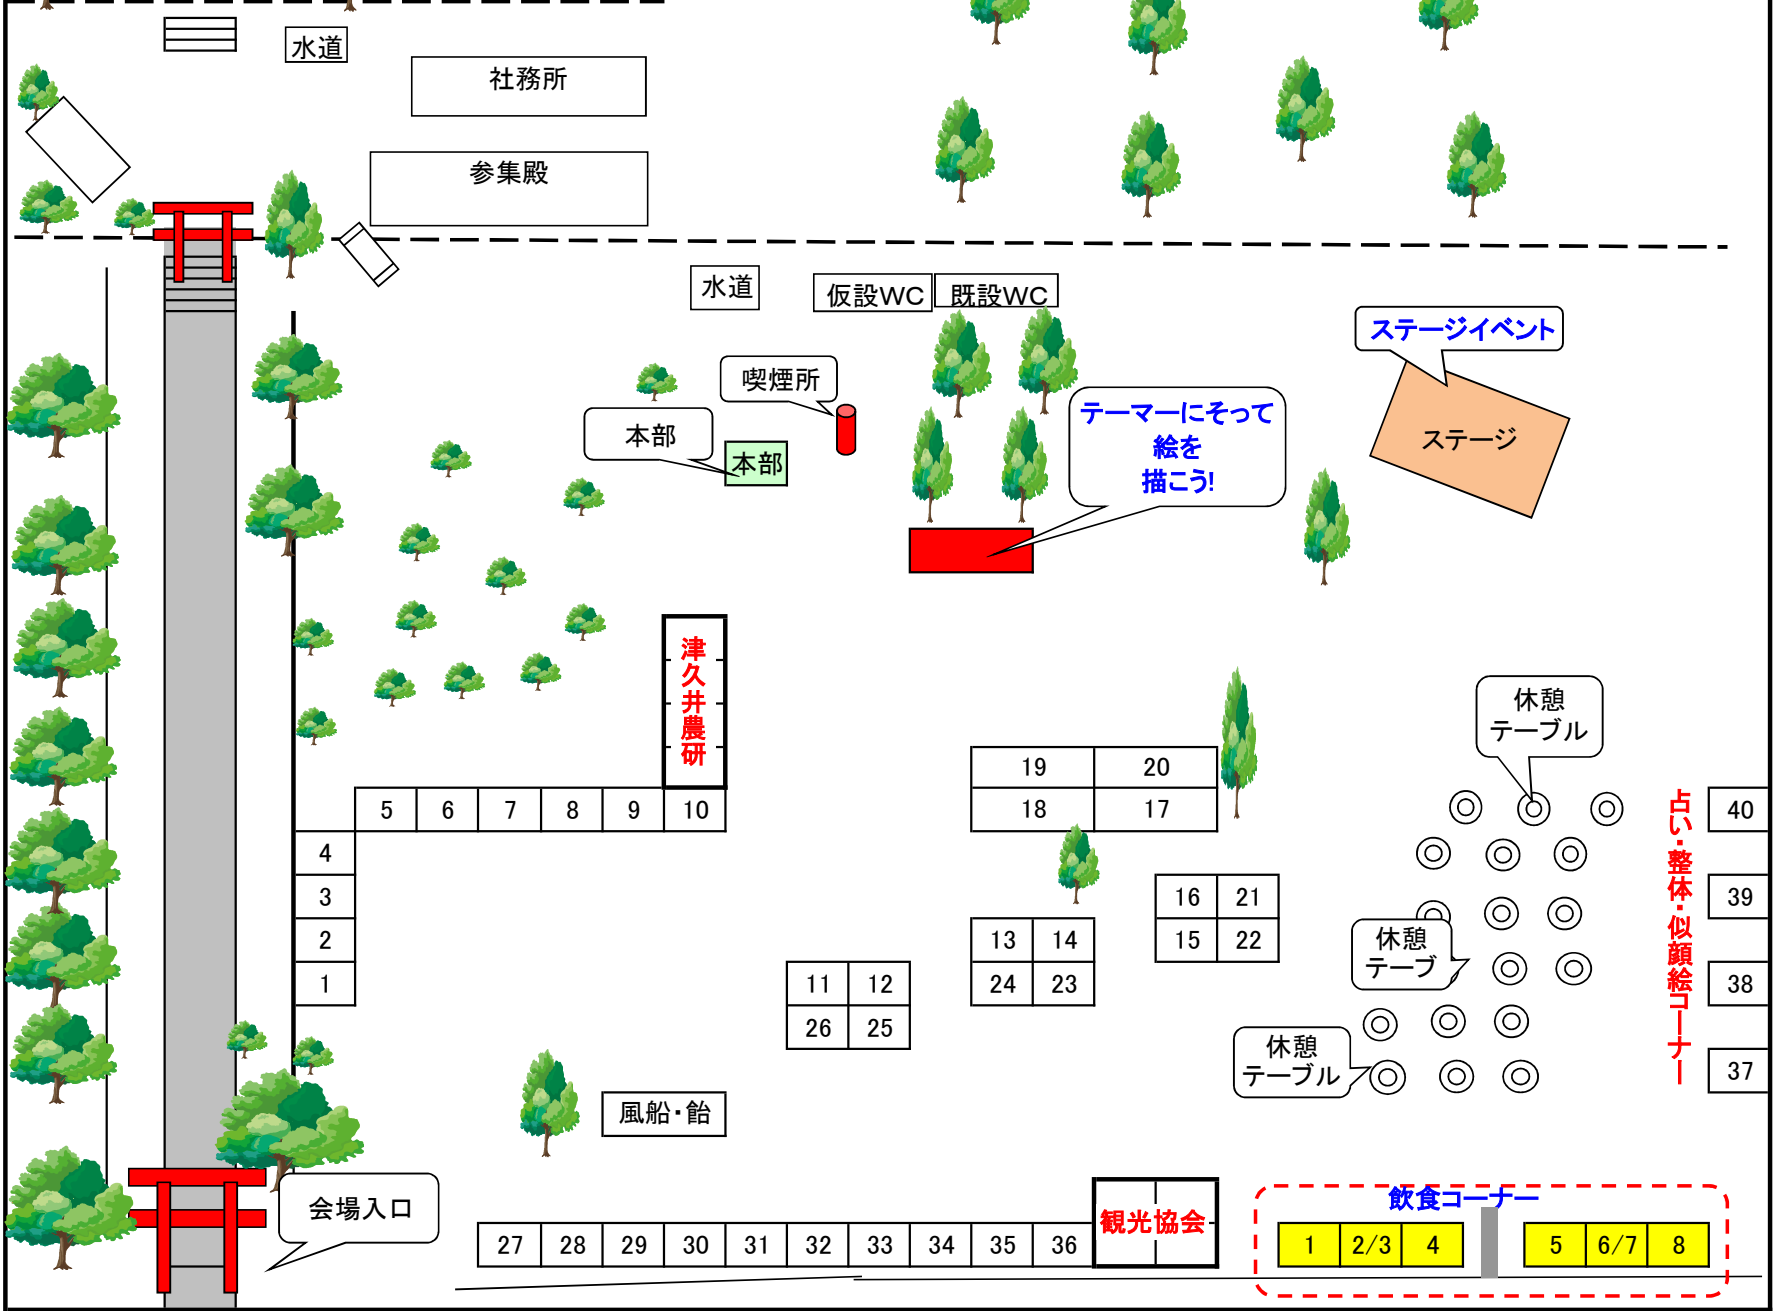 水道
社務所
参集殿
水道
仮設WC
既設WC
ステージイベント
喫煙所
テーマーにそって
絵を
描こう!
本部
本部
ステージ
津久井農研
休憩
テーブル
19 20
18 17
5 6 7 8 9 10
占い・整体・似顔絵コーナー
40
4
3
2
1
16 21
15 22
39
13 14
24 23
休憩
テーブ
11 12
26 25
38
休憩
テーブル
37
風船・飴
会場入口
観光協会
飲食コーナー
27 28 29 30 31 32 33 34 35 36
1 2/3 4
5 6/7 8